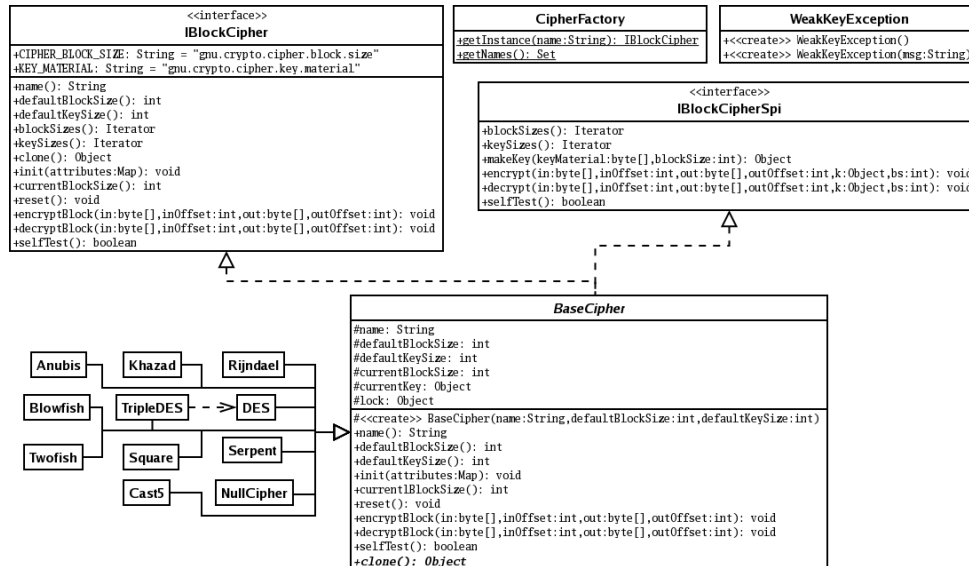 <<interface>>
IBlockCipher
+CIPHER_BLOCK_SIZE: String = "gnu.crypto.cipher.block.size"
+KEY_MATERIAL: String = "gnu.crypto.cipher.key.material"
+name(): String
+defaultBlockSize(): int
+defaultKeySize(): int
+blockSizes(): Iterator
+keySizes(): Iterator
+clone(): Object
+init(attributes:Map): void
+currentBlockSize(): int
+reset(): void
+encryptBlock(in:byte[],inOffset:int,out:byte[],outOffset:int): void
+decryptBlock(in:byte[],inOffset:int,out:byte[],outOffset:int): void
+selfTest(): boolean
CipherFactory
+getInstance(name:String): IBlockCipher
+getNames(): Set
WeakKeyException
+<<create>> WeakKeyException()
+<<create>> WeakKeyException(msg:String)
<<interface>>
IBlockCipherSpi
+blockSizes(): Iterator
+keySizes(): Iterator
+makeKey(keyMaterial:byte[],blockSize:int): Object
+encrypt(in:byte[],inOffset:int,out:byte[],outOffset:int,k:Object,bs:int): void
+decrypt(in:byte[],inOffset:int,out:byte[],outOffset:int,k:Object,bs:int): void
+selfTest(): boolean
BaseCipher
#name: String
#defaultBlockSize: int
#defaultKeySize: int
#currentBlockSize: int
#currentKey: Object
#lock: Object
#<<create>> BaseCipher(name:String,defaultBlockSize:int,defaultKeySize:int)
+name(): String
+defaultBlockSize(): int
+defaultKeySize(): int
+init(attributes:Map): void
+currentlBlockSize(): int
+reset(): void
+encryptBlock(in:byte[],inOffset:int,out:byte[],outOffset:int): void
+decryptBlock(in:byte[],inOffset:int,out:byte[],outOffset:int): void
+selfTest(): boolean
+clone(): Object
Anubis
Khazad
Rijndael
Blowfish
TripleDES
DES
Twofish
Square
Serpent
Cast5
NullCipher